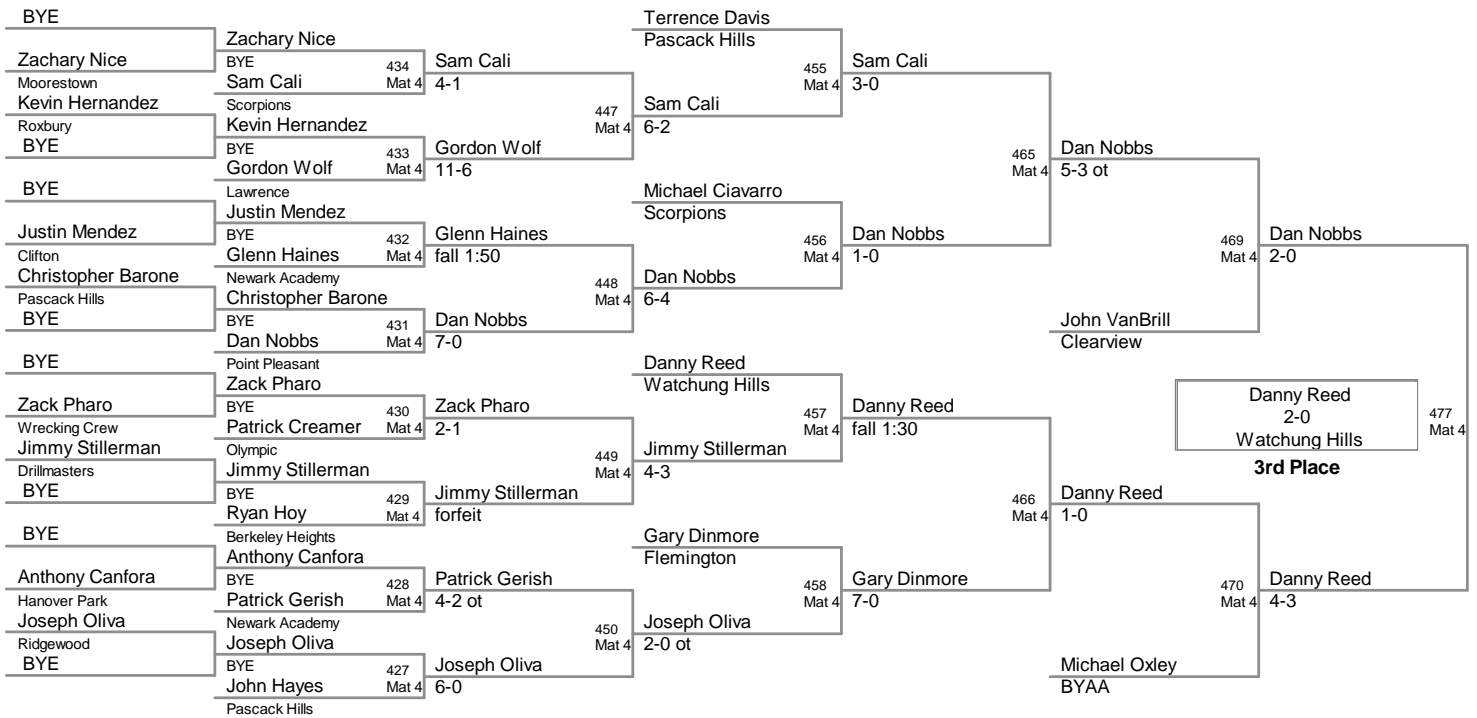 BYE
Zachary Nice
Moorestown
Kevin Hernandez
Roxbury
BYE
BYE
Justin Mendez
Clifton
Christopher Barone
Pascack Hills
BYE
BYE
Zack Pharo
Wrecking Crew
Jimmy Stillerman
Drillmasters
BYE
BYE
Anthony Canfora
Hanover Park
Joseph Oliva
Ridgewood
BYE
Zachary Nice
BYE
434
Sam Cali
Mat 4
Scorpions
Kevin Hernandez
BYE
433
Gordon Wolf
Mat 4
Lawrence
Justin Mendez
BYE
432
Glenn Haines
Mat 4
Newark Academy
Christopher Barone
BYE
431
Dan Nobbs
Mat 4
Point Pleasant
Zack Pharo
BYE
430
Patrick Creamer
Mat 4
Olympic
Jimmy Stillerman
BYE
429
Ryan Hoy
Mat 4
Berkeley Heights
Anthony Canfora
BYE
428
Patrick Gerish
Mat 4
Newark Academy
Joseph Oliva
BYE
427
John Hayes
Mat 4
Pascack Hills
Sam Cali
4-1
447
Mat 4
Gordon Wolf
11-6
Glenn Haines
fall 1:50
448
Mat 4
Dan Nobbs
7-0
Zack Pharo
2-1
449
Mat 4
Jimmy Stillerman
forfeit
Patrick Gerish
4-2 ot
450
Mat 4
Joseph Oliva
6-0
Terrence Davis
Pascack Hills
455
Mat 4
Sam Cali
6-2
Michael Ciavarro
Scorpions
456
Mat 4
Dan Nobbs
6-4
Danny Reed
Watchung Hills
457
Mat 4
Jimmy Stillerman
4-3
Gary Dinmore
Flemington
458
Mat 4
Joseph Oliva
2-0 ot
Sam Cali
3-0
465
Mat 4
Dan Nobbs
1-0
Danny Reed
fall 1:30
466
Mat 4
Gary Dinmore
7-0
Dan Nobbs
5-3 ot
469
Mat 4
John VanBrill
Clearview
Danny Reed
1-0
470
Mat 4
Michael Oxley
BYAA
Dan Nobbs
2-0
Danny Reed
2-0
Watchung Hills
3rd Place
477
Mat 4
Danny Reed
4-3